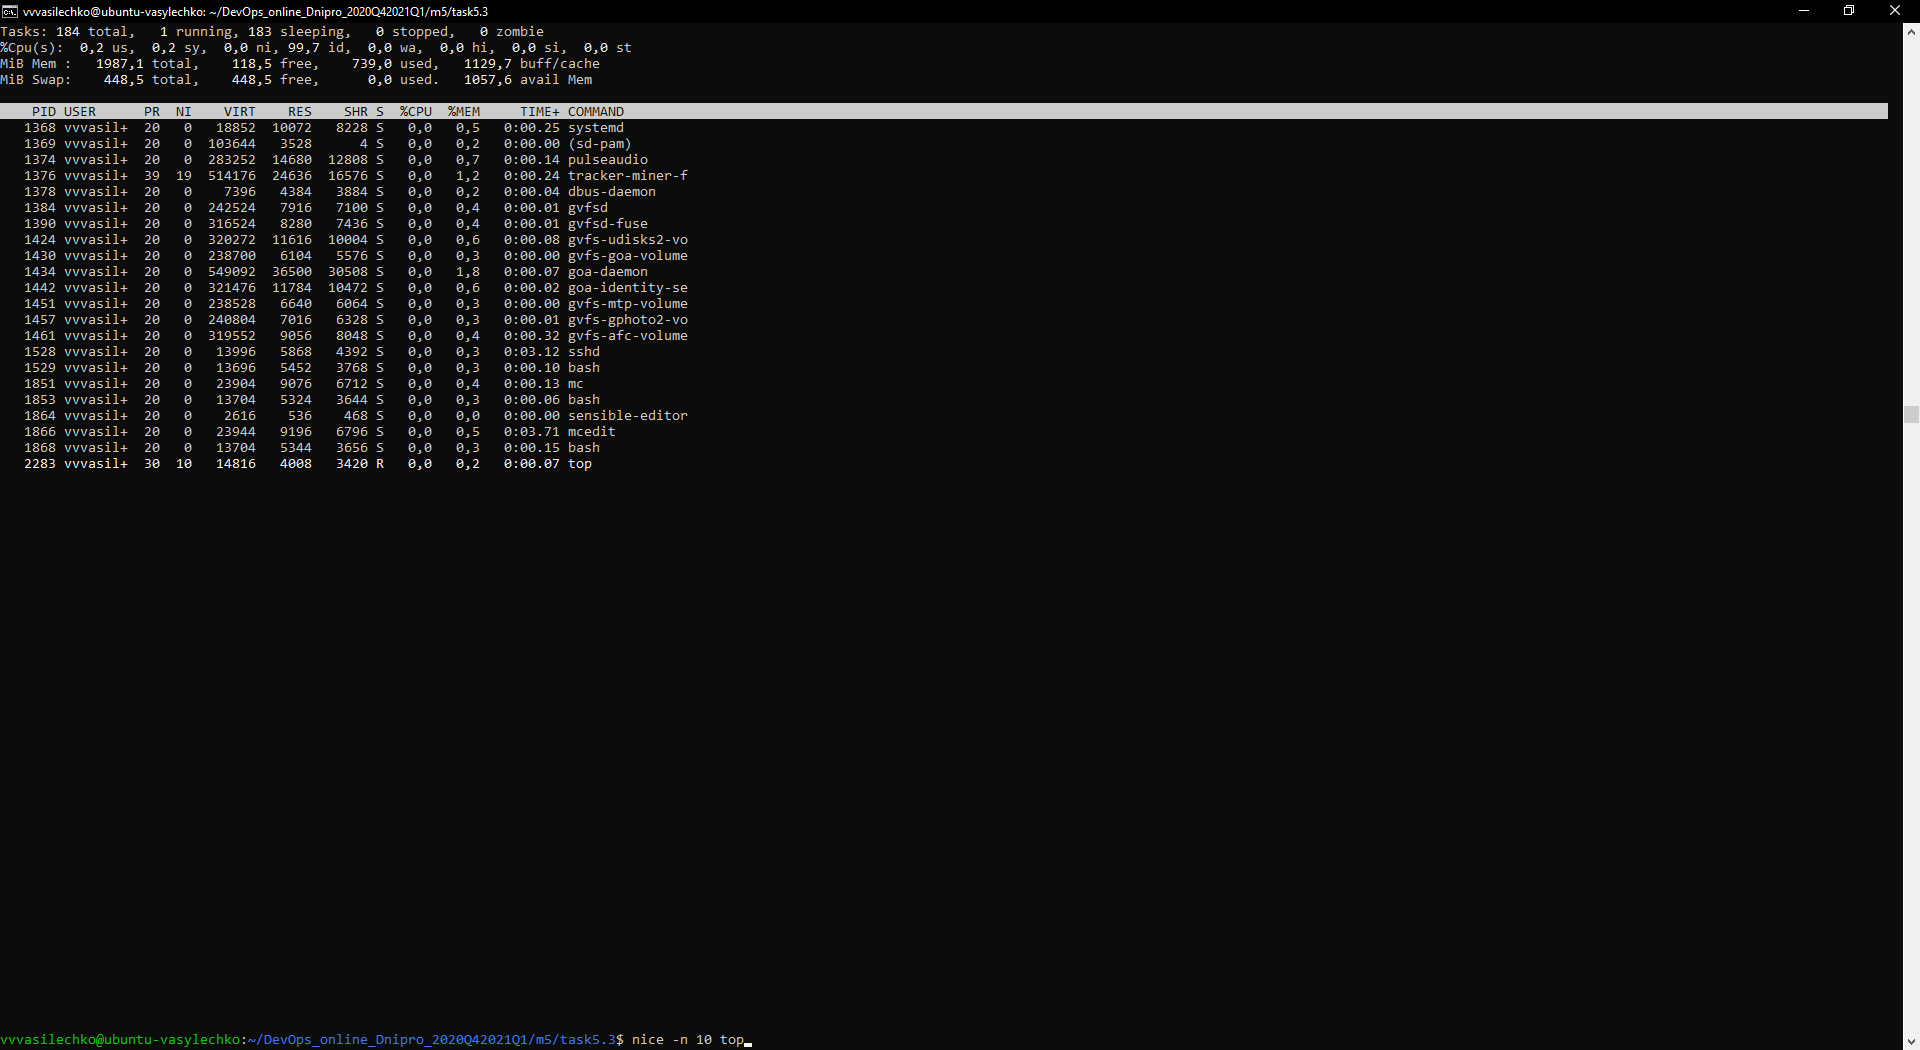 vvvasilechko@ubuntu-vasylechko: ~/DevOps_online_Dnipro_2020Q42021Q1/m5/task5.3
Tasks: 184 total,   1 running, 183 sleeping,   0 stopped,   0 zombie
%Cpu(s):  0,2 us,  0,2 sy,  0,0 ni, 99,7 id,  0,0 wa,  0,0 hi,  0,0 si,  0,0 st
MiB Mem :   1987,1 total,    118,5 free,    739,0 used,   1129,7 buff/cache
MiB Swap:    448,5 total,    448,5 free,      0,0 used.   1057,6 avail Mem
    PID USER      PR  NI    VIRT    RES    SHR S  %CPU  %MEM     TIME+ COMMAND
   1368 vvvasil+  20   0   18852  10072   8228 S   0,0   0,5   0:00.25 systemd
   1369 vvvasil+  20   0  103644   3528      4 S   0,0   0,2   0:00.00 (sd-pam)
   1374 vvvasil+  20   0  283252  14680  12808 S   0,0   0,7   0:00.14 pulseaudio
   1376 vvvasil+  39  19  514176  24636  16576 S   0,0   1,2   0:00.24 tracker-miner-f
   1378 vvvasil+  20   0    7396   4384   3884 S   0,0   0,2   0:00.04 dbus-daemon
   1384 vvvasil+  20   0  242524   7916   7100 S   0,0   0,4   0:00.01 gvfsd
   1390 vvvasil+  20   0  316524   8280   7436 S   0,0   0,4   0:00.01 gvfsd-fuse
   1424 vvvasil+  20   0  320272  11616  10004 S   0,0   0,6   0:00.08 gvfs-udisks2-vo
   1430 vvvasil+  20   0  238700   6104   5576 S   0,0   0,3   0:00.00 gvfs-goa-volume
   1434 vvvasil+  20   0  549092  36500  30508 S   0,0   1,8   0:00.07 goa-daemon
   1442 vvvasil+  20   0  321476  11784  10472 S   0,0   0,6   0:00.02 goa-identity-se
   1451 vvvasil+  20   0  238528   6640   6064 S   0,0   0,3   0:00.00 gvfs-mtp-volume
   1457 vvvasil+  20   0  240804   7016   6328 S   0,0   0,3   0:00.01 gvfs-gphoto2-vo
   1461 vvvasil+  20   0  319552   9056   8048 S   0,0   0,4   0:00.32 gvfs-afc-volume
   1528 vvvasil+  20   0   13996   5868   4392 S   0,0   0,3   0:03.12 sshd
   1529 vvvasil+  20   0   13696   5452   3768 S   0,0   0,3   0:00.10 bash
   1851 vvvasil+  20   0   23904   9076   6712 S   0,0   0,4   0:00.13 mc
   1853 vvvasil+  20   0   13704   5324   3644 S   0,0   0,3   0:00.06 bash
   1864 vvvasil+  20   0    2616    536    468 S   0,0   0,0   0:00.00 sensible-editor
   1866 vvvasil+  20   0   23944   9196   6796 S   0,0   0,5   0:03.71 mcedit
   1868 vvvasil+  20   0   13704   5344   3656 S   0,0   0,3   0:00.15 bash
   2283 vvvasil+  30  10   14816   4008   3420 R   0,0   0,2   0:00.07 top
vvvasilechko@ubuntu-vasylechko:~/DevOps_online_Dnipro_2020Q42021Q1/m5/task5.3$ nice -n 10 top